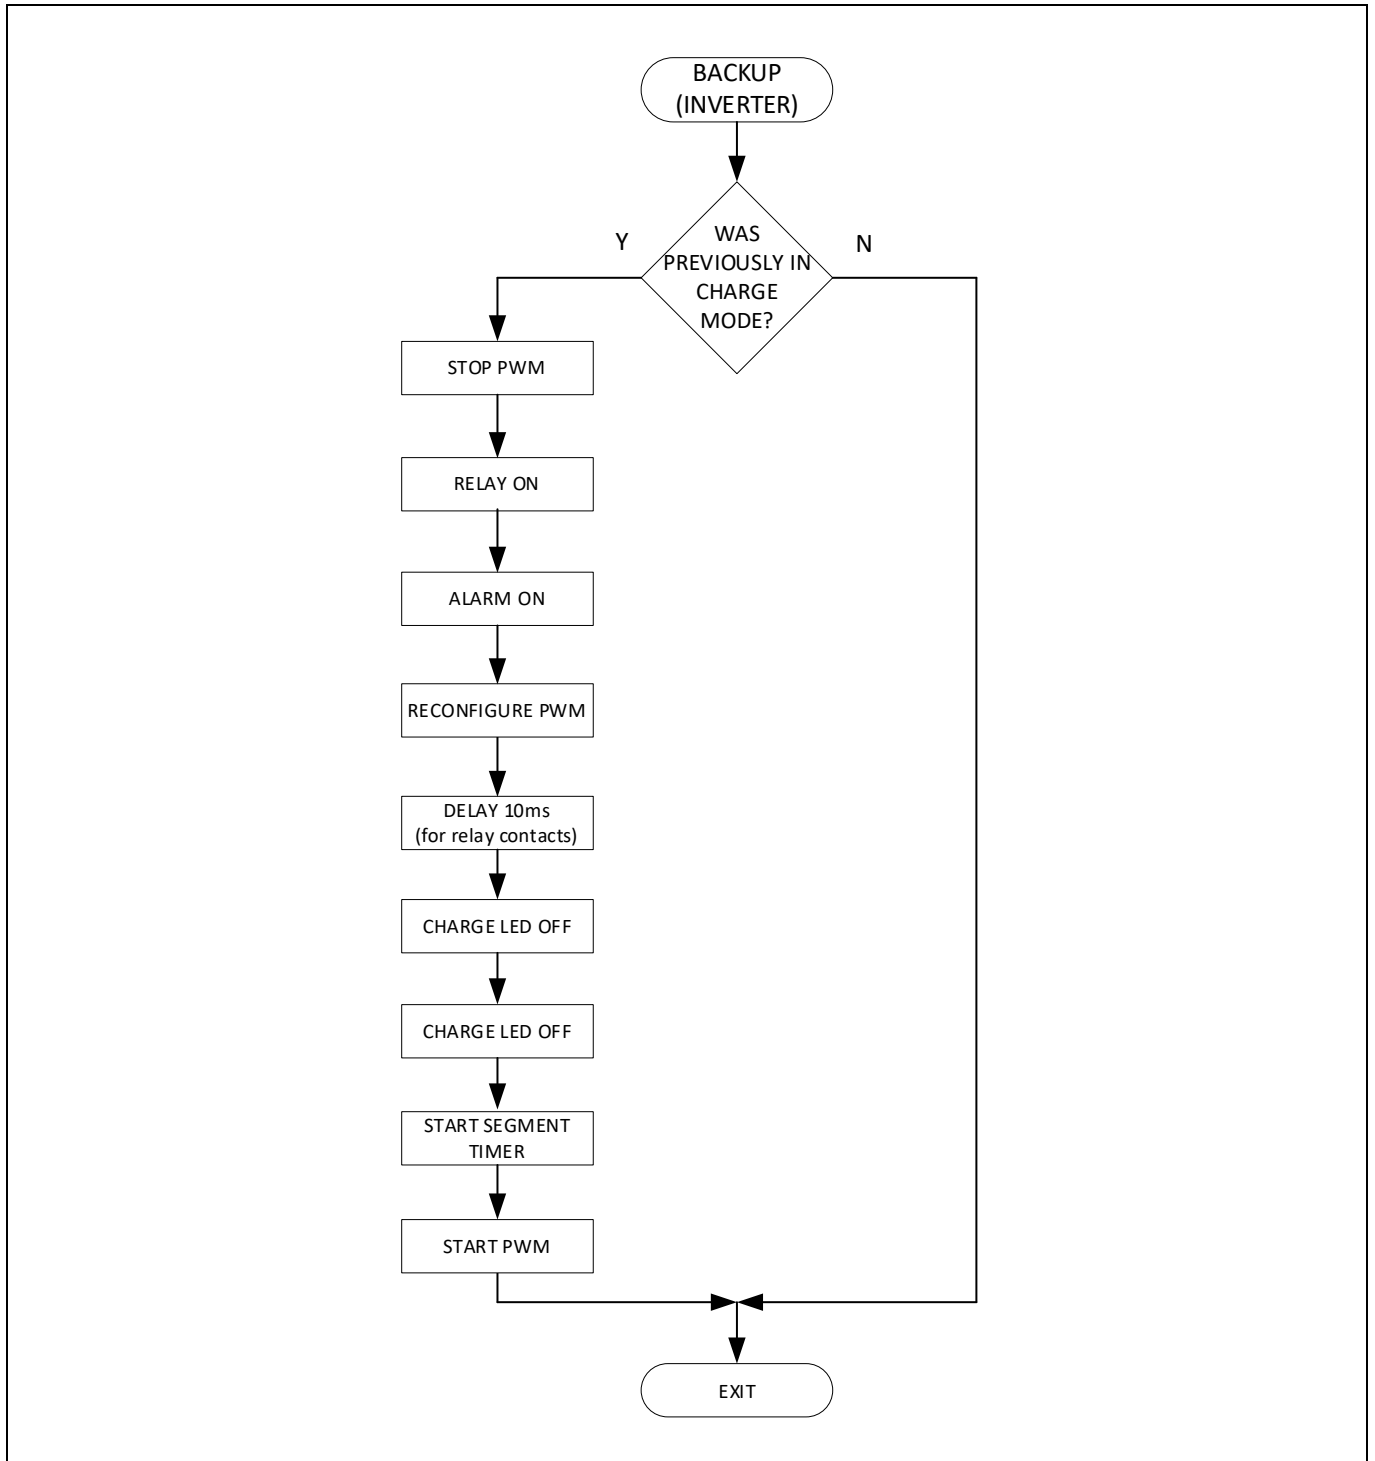 BACKUP
(INVERTER)
Y
WAS
PREVIOUSLY IN
CHARGE
MODE?
N
STOP PWM
RELAY ON
ALARM ON
RECONFIGURE PWM
DELAY 10ms
(for relay contacts)
CHARGE LED OFF
CHARGE LED OFF
START SEGMENT
TIMER
START PWM
EXIT